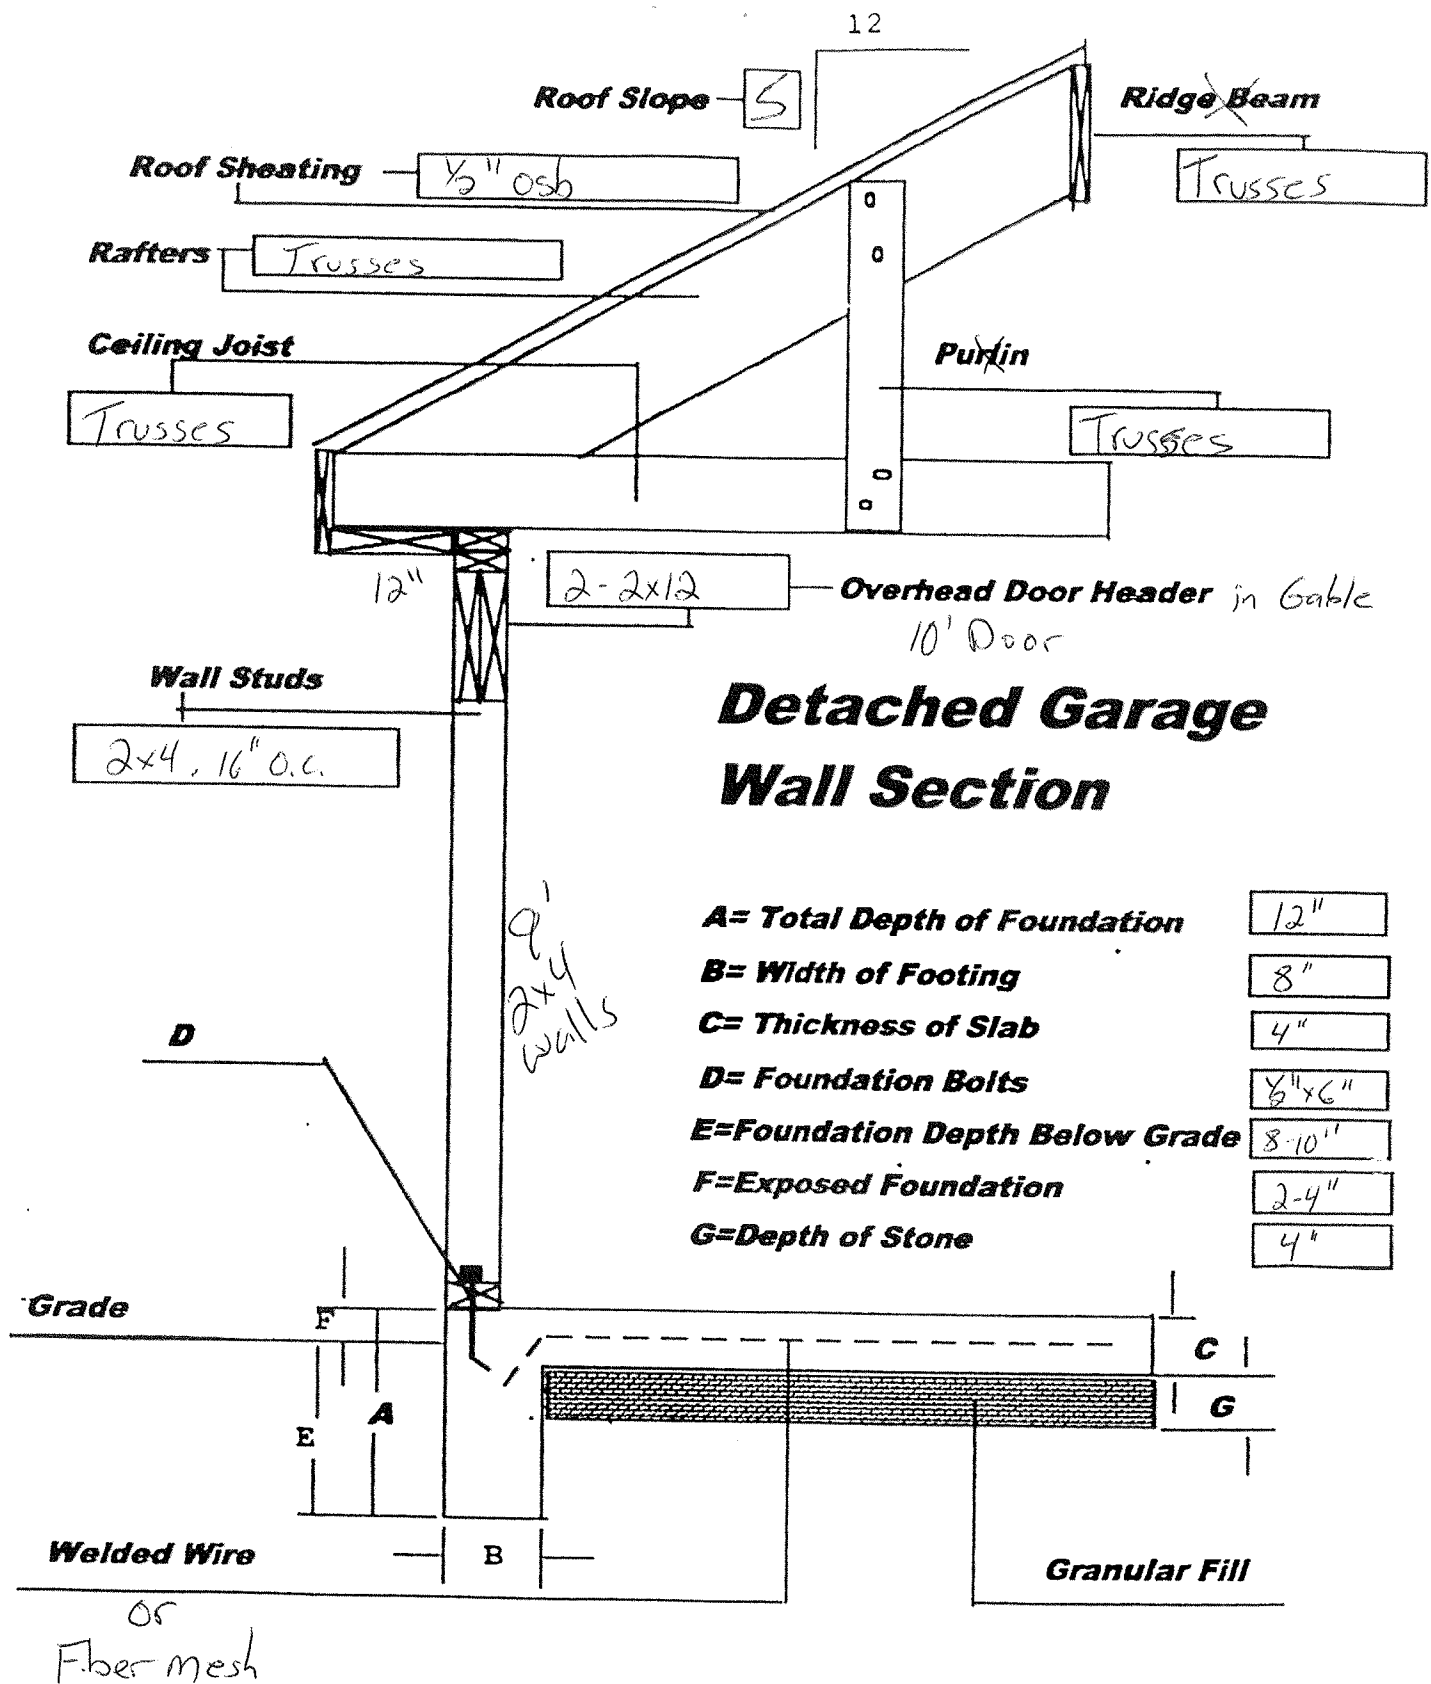 12
Roof Slope 5
Ridge Beam
Trusses
Roof Sheating 1/2" osb
Rafters Trusses
Ceiling Joist
Trusses
Purlin
Trusses
12"
2-2x12 Overhead Door Header in Gable
10' Door
Wall Studs
2x4, 16" O.C.
Detached Garage
Wall Section
9'
2x4
walls
A= Total Depth of Foundation 12"
B= Width of Footing 8"
C= Thickness of Slab 4"
D= Foundation Bolts 1/2"x6"
E=Foundation Depth Below Grade 8-10"
F=Exposed Foundation 2-4"
G=Depth of Stone 4"
D
Grade
F
C
A
G
E
Welded Wire
B
Granular Fill
or
Fiber mesh